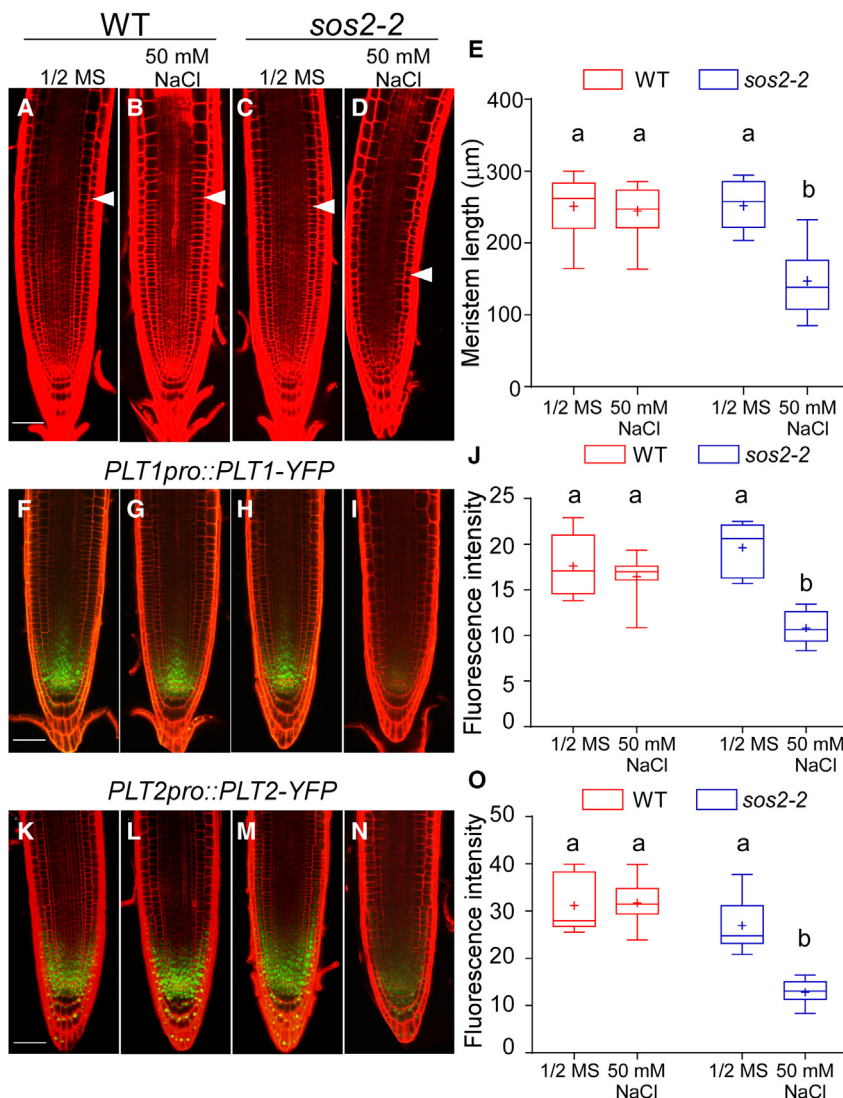 WT
sos2-2
1/2 MS
50 mM
NaCl
1/2 MS
50 mM
NaCl
A
B
C
D
E
WT
sos2-2
Meristem length (μm)
400
300
200
100
0
a
a
a
b
1/2 MS
50 mM
NaCl
1/2 MS
50 mM
NaCl
PLT1pro::PLT1-YFP
F
G
H
I
J
WT
sos2-2
Fluorescence intensity
25
20
15
10
5
0
a
a
a
b
1/2 MS
50 mM
NaCl
1/2 MS
50 mM
NaCl
PLT2pro::PLT2-YFP
K
L
M
N
O
WT
sos2-2
Fluorescence intensity
50
40
30
20
10
0
a
a
a
b
1/2 MS
50 mM
NaCl
1/2 MS
50 mM
NaCl